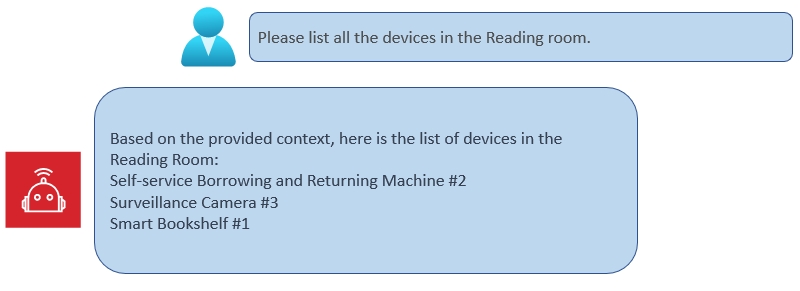 Please list all the devices in the Reading room.
Based on the provided context, here is the list of devices in the
Reading Room:
Self-service Borrowing and Returning Machine #2
Surveillance Camera #3
Smart Bookshelf #1